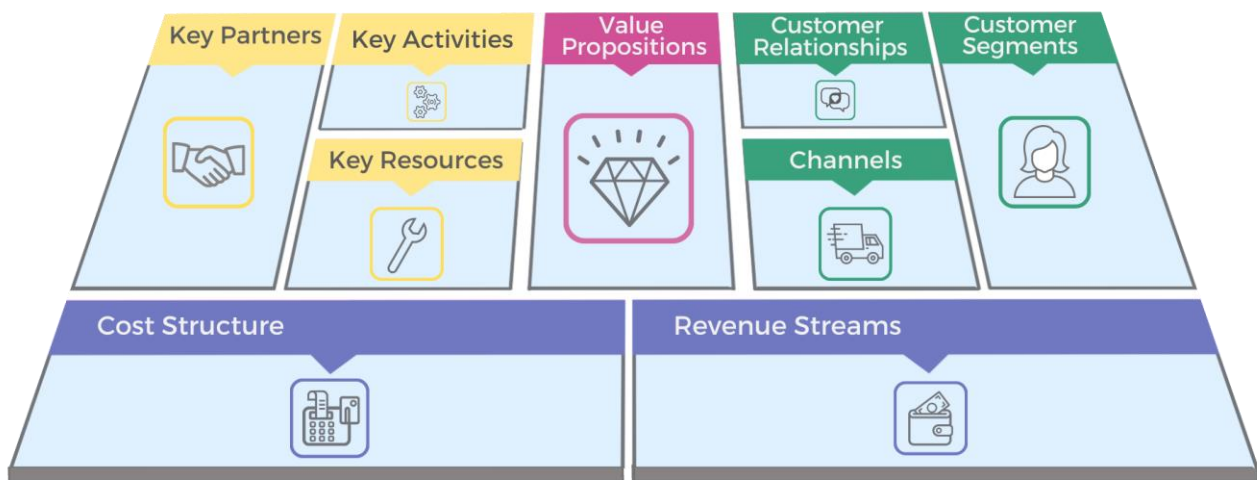 Key Partners
Key Activities
Value
Propositions
Customer
Relationships
Customer
Segments
Key Resources
Channels
Cost Structure
Revenue Streams